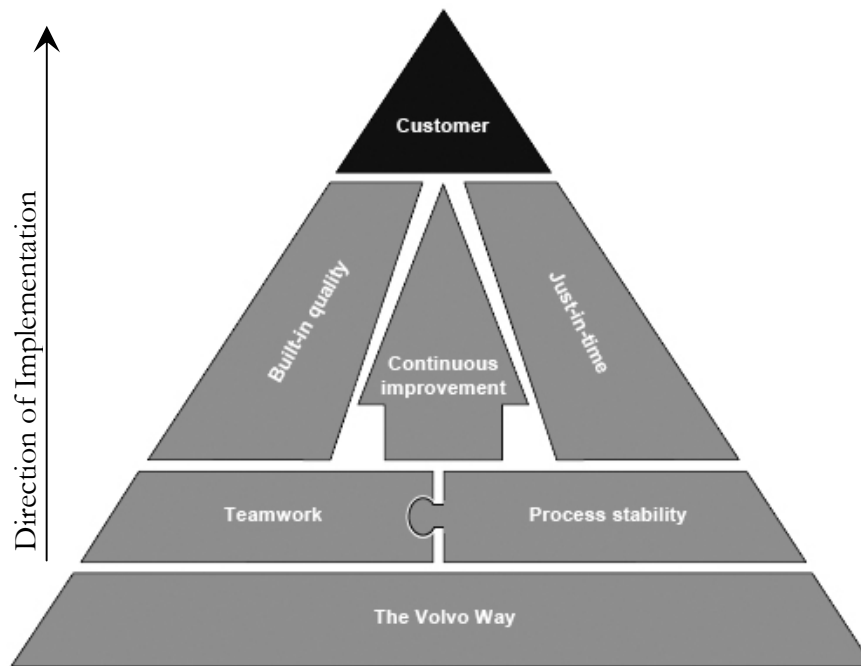 Direction of Implementation
Customer
Built-in quality
Just-in-time
Continuous
improvement
Teamwork
Process stability
The Volvo Way